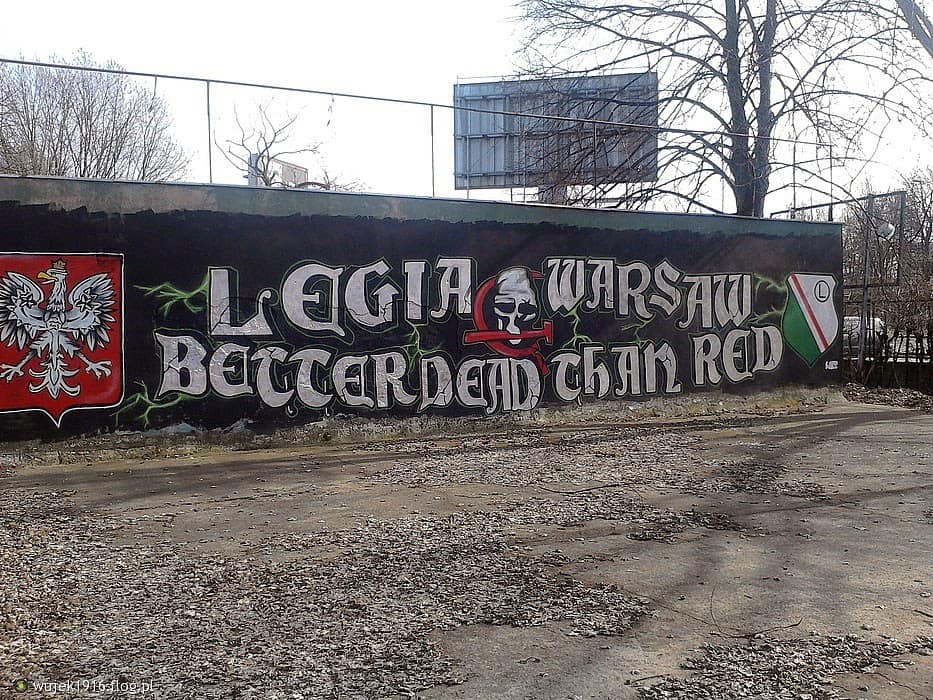 LEGIA WARSAW
BETTER DEAD THAN RED
L
wujek1916.flog.pl